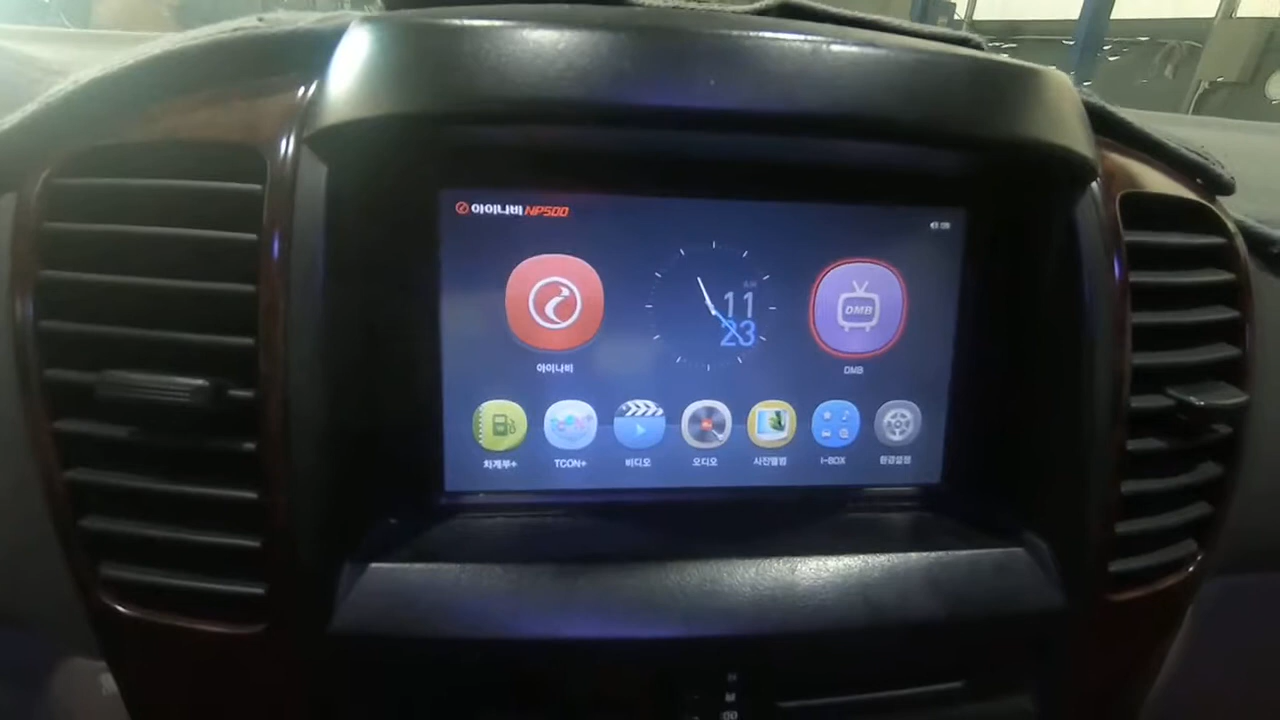 아이나비 NP500
AM
11
23
DMB
아이나비
DMB
차계부+
TCON+
비디오
오디오
사진앨범
I-BOX
환경설정